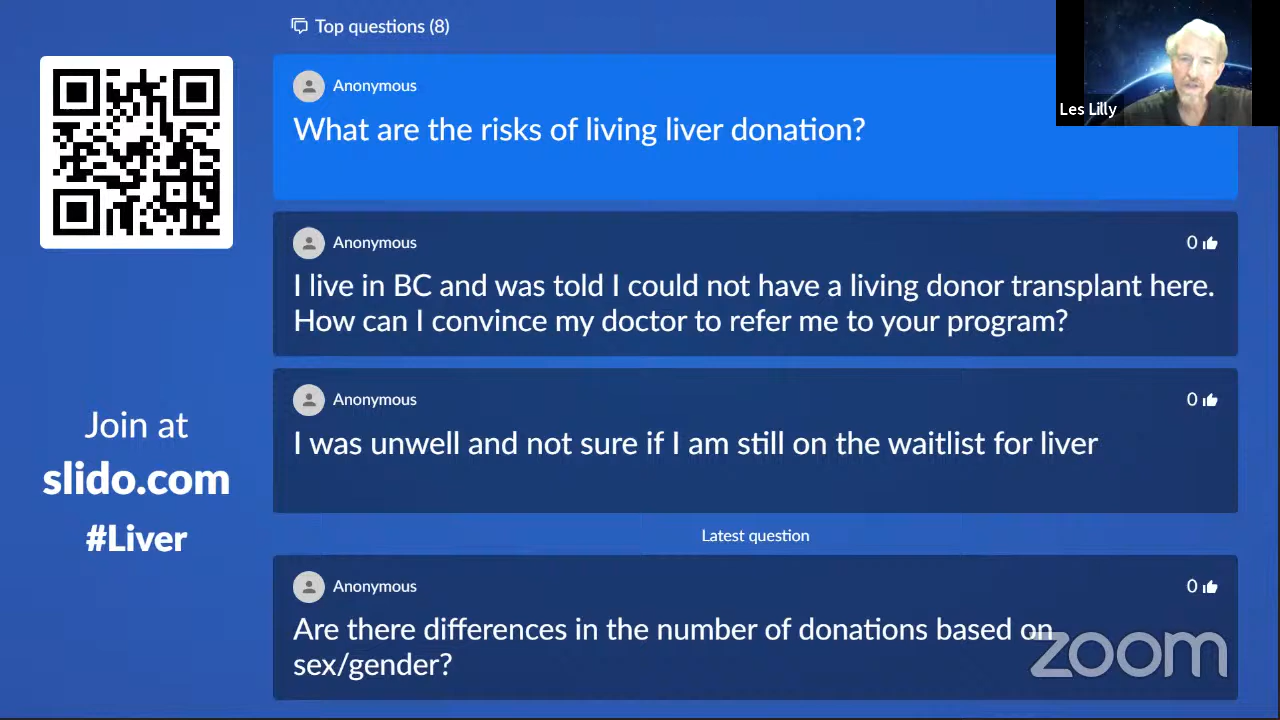 Top questions (8)
Anonymous
What are the risks of living liver donation?
Les Lilly
Anonymous
0
I live in BC and was told I could not have a living donor transplant here.
How can I convince my doctor to refer me to your program?
Anonymous
0
I was unwell and not sure if I am still on the waitlist for liver
Join at
slido.com
#Liver
Latest question
Anonymous
0
Are there differences in the number of donations based on
sex/gender?
zoom